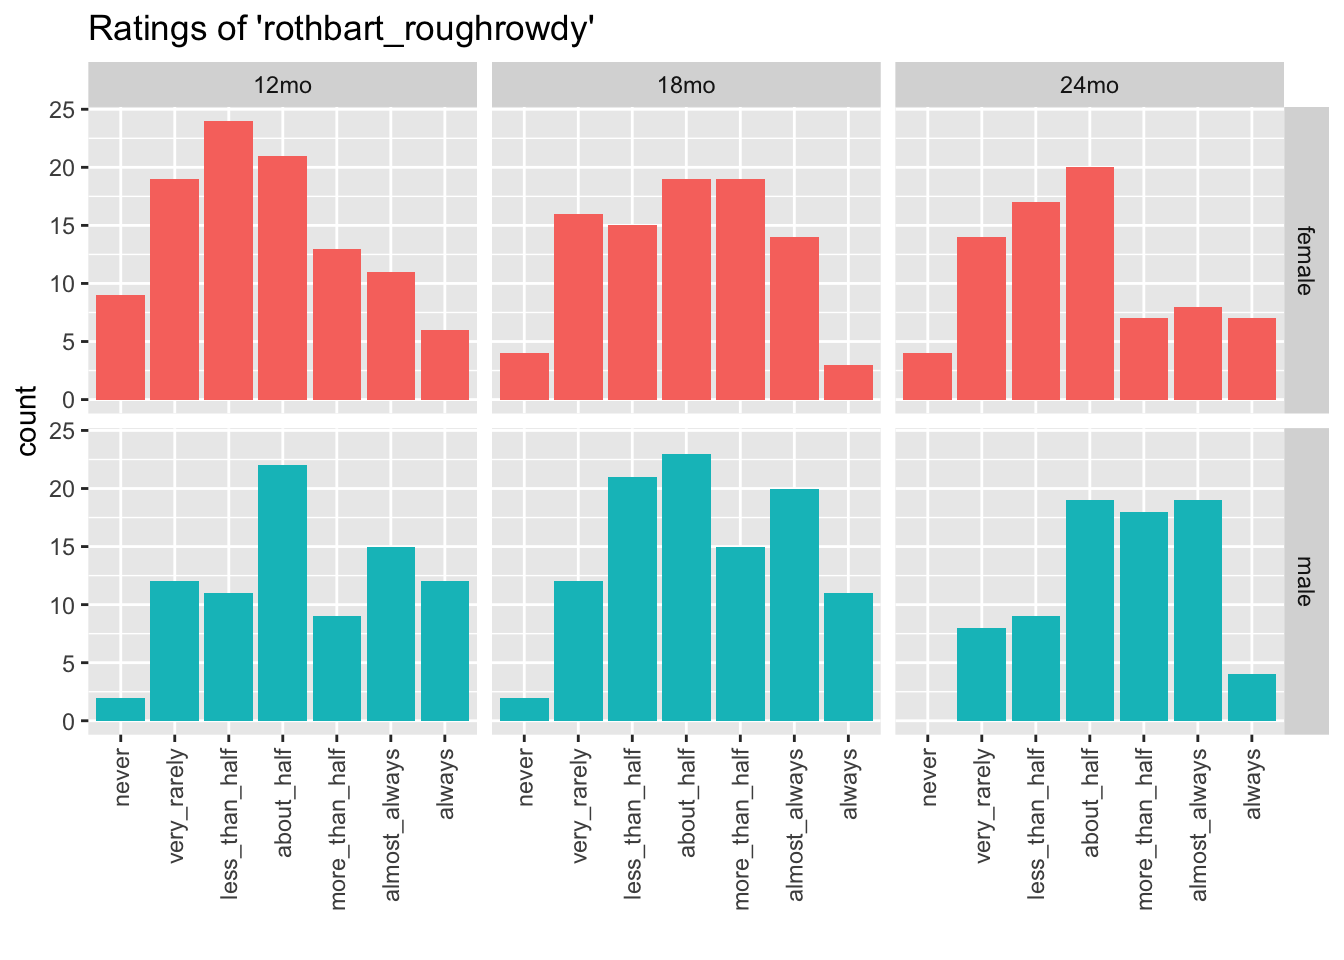 Ratings of 'rothbart_roughrowdy'
12mo
18mo
24mo
25
20
15
10
5
0
female
count
25
20
15
10
5
0
male
never
very_rarely
less_than_half
about_half
more_than_half
almost_always
always
never
very_rarely
less_than_half
about_half
more_than_half
almost_always
always
never
very_rarely
less_than_half
about_half
more_than_half
almost_always
always